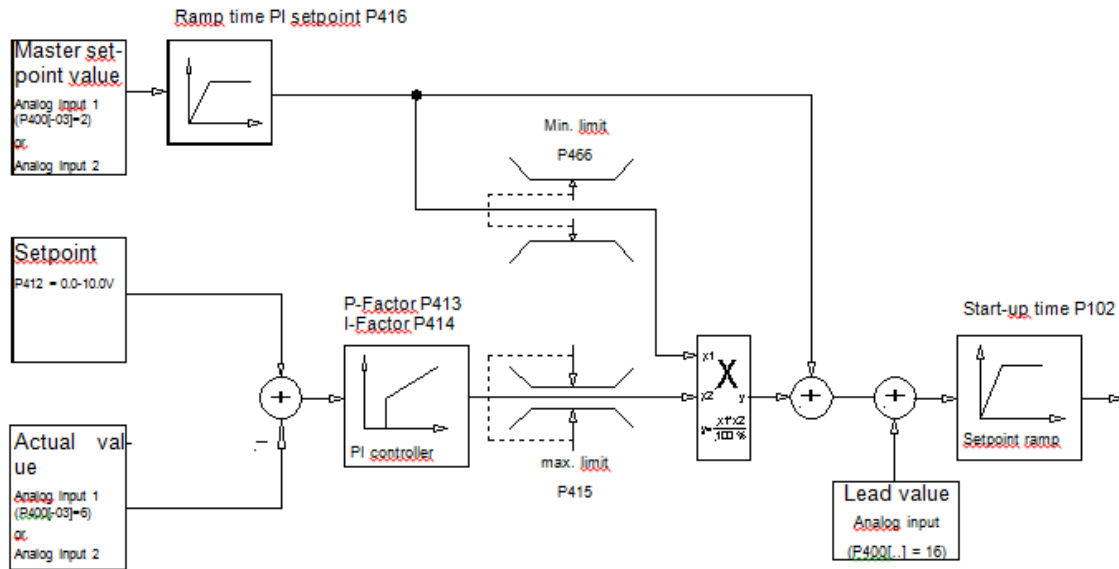 Ramp time PI setpoint P416
Master set-
point value
Analog Input 1
(P400[-03]=2)
or
Analog Input 2
Min. limit
P466
Setpoint
P412 = 0.0-10.0V
P-Factor P413
I-Factor P414
PI controller
max. limit
P415
x1
x2
X
y
y=x1*x2
100 %
+
−
+
+
Start-up time P102
Setpoint ramp
Actual val-
ue
Analog Input 1
(P400[-03]=6)
or
Analog Input 2
Lead value
Analog input
(P400[..] = 16)